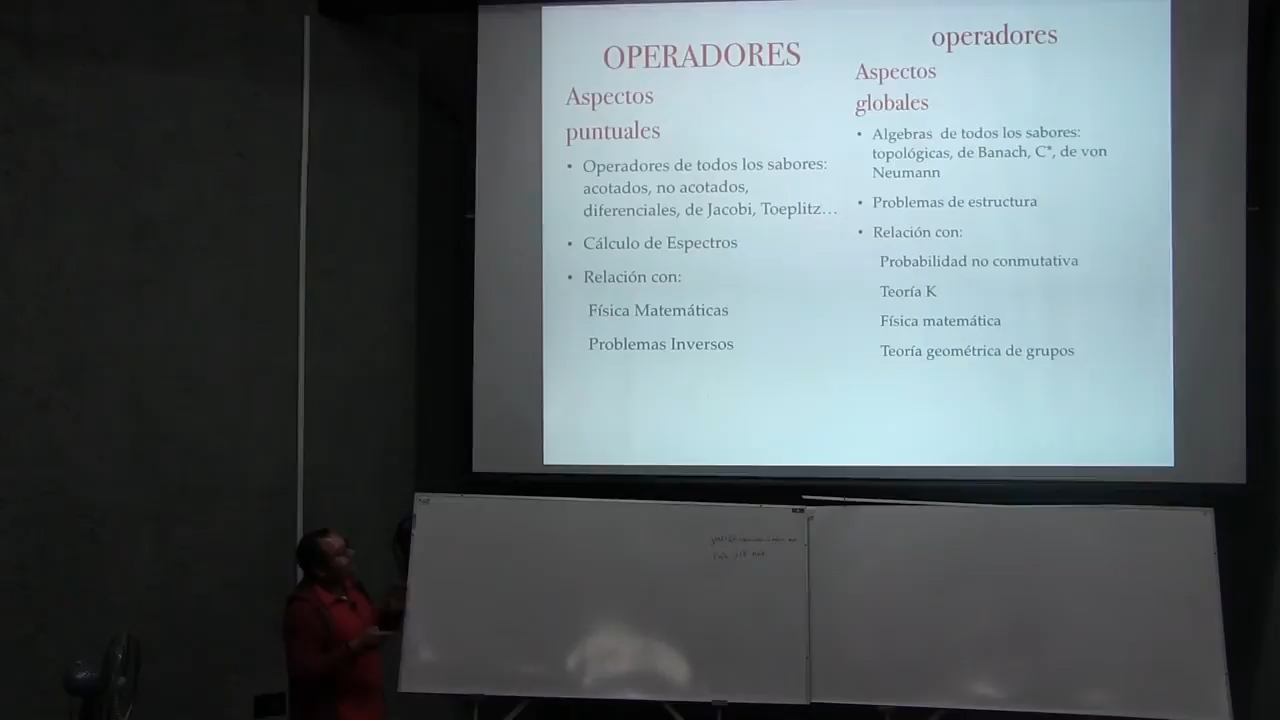 OPERADORES
Aspectos
puntuales
• Operadores de todos los sabores:
acotados, no acotados,
diferenciales, de Jacobi, Toeplitz…
• Cálculo de Espectros
• Relación con:
Física Matemáticas
Problemas Inversos
operadores
Aspectos
globales
• Algebras de todos los sabores:
topológicas, de Banach, C*, de von
Neumann
• Problemas de estructura
• Relación con:
Probabilidad no conmutativa
Teoría K
Física matemática
Teoría geométrica de grupos